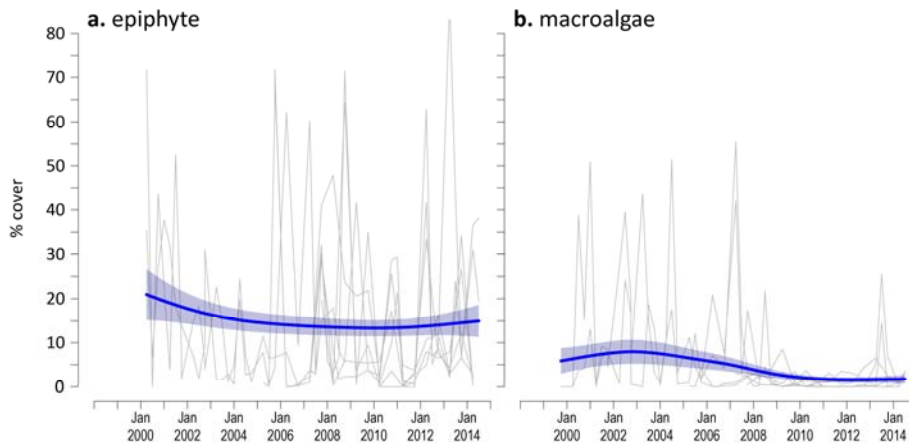 a. epiphyte
b. macroalgae
% cover
80
70
60
50
40
30
20
10
0
Jan 2000
Jan 2002
Jan 2004
Jan 2006
Jan 2008
Jan 2010
Jan 2012
Jan 2014
Jan 2000
Jan 2002
Jan 2004
Jan 2006
Jan 2008
Jan 2010
Jan 2012
Jan 2014